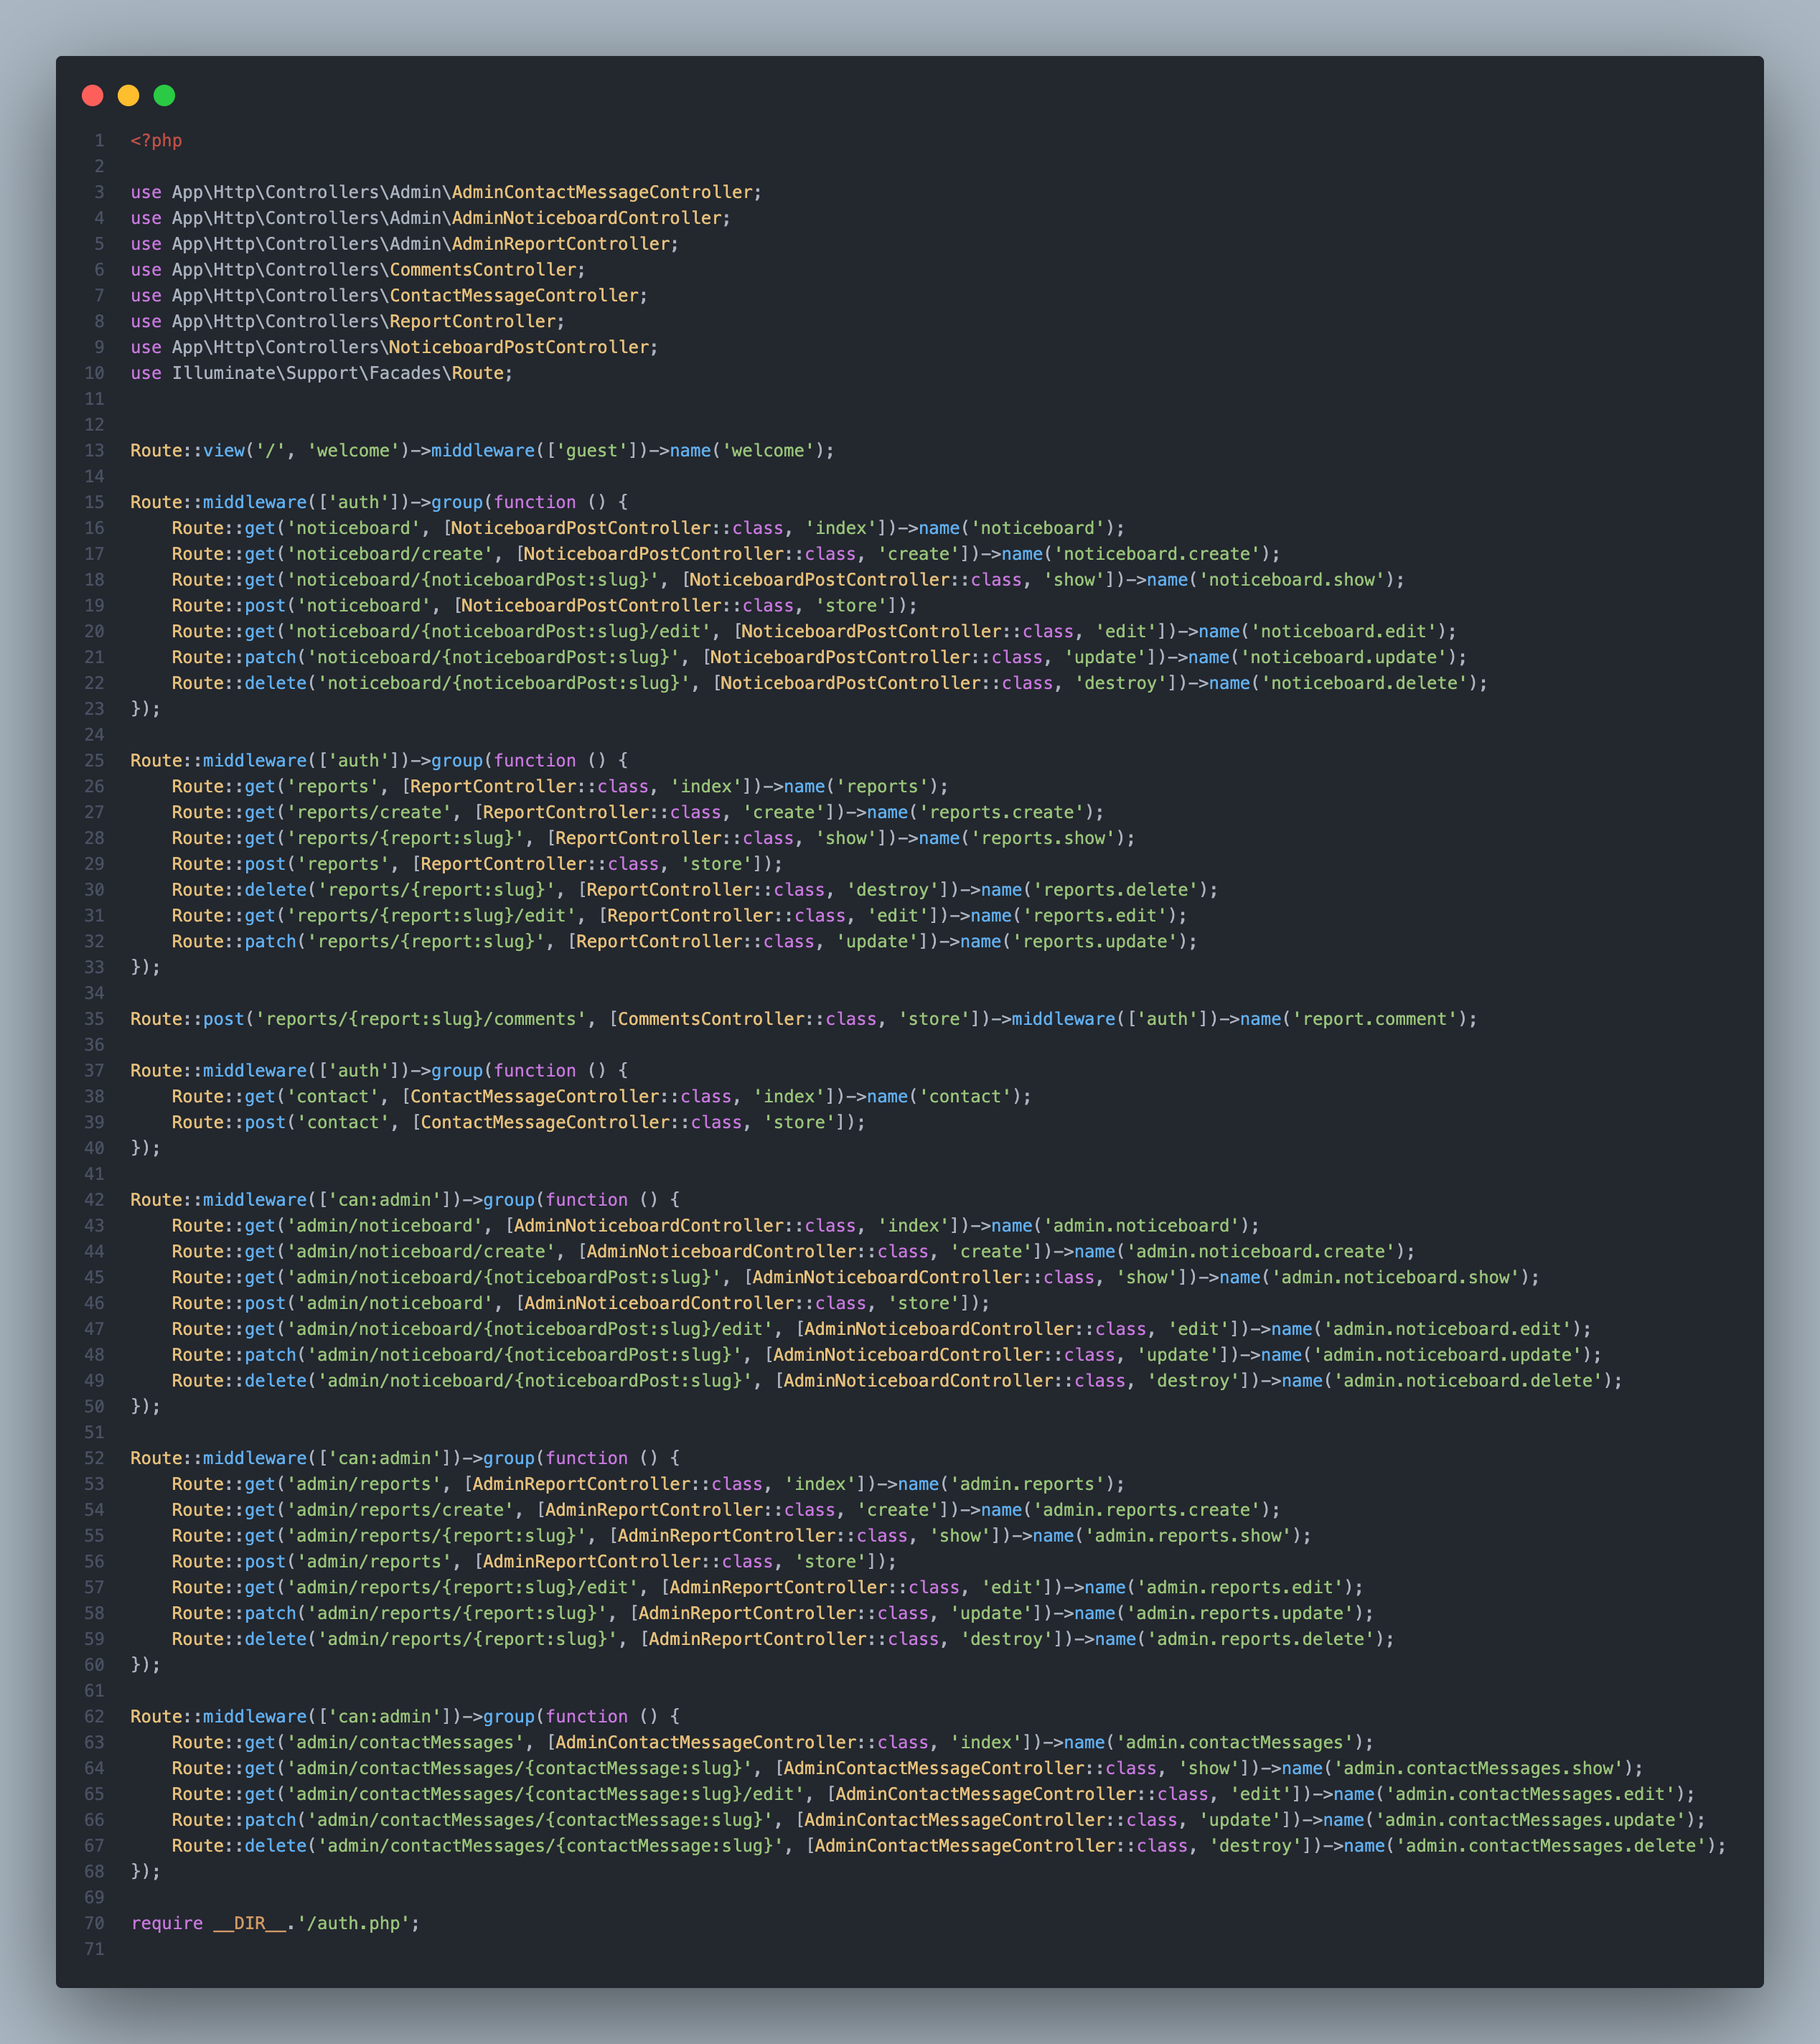 1 <?php
2
3 use App\Http\Controllers\Admin\AdminContactMessageController;
4 use App\Http\Controllers\Admin\AdminNoticeboardController;
5 use App\Http\Controllers\Admin\AdminReportController;
6 use App\Http\Controllers\CommentsController;
7 use App\Http\Controllers\ContactMessageController;
8 use App\Http\Controllers\ReportController;
9 use App\Http\Controllers\NoticeboardPostController;
10 use Illuminate\Support\Facades\Route;
11
12
13 Route::view('/', 'welcome')->middleware(['guest'])->name('welcome');
14
15 Route::middleware(['auth'])->group(function () {
16     Route::get('noticeboard', [NoticeboardPostController::class, 'index'])->name('noticeboard');
17     Route::get('noticeboard/create', [NoticeboardPostController::class, 'create'])->name('noticeboard.create');
18     Route::get('noticeboard/{noticeboardPost:slug}', [NoticeboardPostController::class, 'show'])->name('noticeboard.show');
19     Route::post('noticeboard', [NoticeboardPostController::class, 'store']);
20     Route::get('noticeboard/{noticeboardPost:slug}/edit', [NoticeboardPostController::class, 'edit'])->name('noticeboard.edit');
21     Route::patch('noticeboard/{noticeboardPost:slug}', [NoticeboardPostController::class, 'update'])->name('noticeboard.update');
22     Route::delete('noticeboard/{noticeboardPost:slug}', [NoticeboardPostController::class, 'destroy'])->name('noticeboard.delete');
23 });
24
25 Route::middleware(['auth'])->group(function () {
26     Route::get('reports', [ReportController::class, 'index'])->name('reports');
27     Route::get('reports/create', [ReportController::class, 'create'])->name('reports.create');
28     Route::get('reports/{report:slug}', [ReportController::class, 'show'])->name('reports.show');
29     Route::post('reports', [ReportController::class, 'store']);
30     Route::delete('reports/{report:slug}', [ReportController::class, 'destroy'])->name('reports.delete');
31     Route::get('reports/{report:slug}/edit', [ReportController::class, 'edit'])->name('reports.edit');
32     Route::patch('reports/{report:slug}', [ReportController::class, 'update'])->name('reports.update');
33 });
34
35 Route::post('reports/{report:slug}/comments', [CommentsController::class, 'store'])->middleware(['auth'])->name('report.comment');
36
37 Route::middleware(['auth'])->group(function () {
38     Route::get('contact', [ContactMessageController::class, 'index'])->name('contact');
39     Route::post('contact', [ContactMessageController::class, 'store']);
40 });
41
42 Route::middleware(['can:admin'])->group(function () {
43     Route::get('admin/noticeboard', [AdminNoticeboardController::class, 'index'])->name('admin.noticeboard');
44     Route::get('admin/noticeboard/create', [AdminNoticeboardController::class, 'create'])->name('admin.noticeboard.create');
45     Route::get('admin/noticeboard/{noticeboardPost:slug}', [AdminNoticeboardController::class, 'show'])->name('admin.noticeboard.show');
46     Route::post('admin/noticeboard', [AdminNoticeboardController::class, 'store']);
47     Route::get('admin/noticeboard/{noticeboardPost:slug}/edit', [AdminNoticeboardController::class, 'edit'])->name('admin.noticeboard.edit');
48     Route::patch('admin/noticeboard/{noticeboardPost:slug}', [AdminNoticeboardController::class, 'update'])->name('admin.noticeboard.update');
49     Route::delete('admin/noticeboard/{noticeboardPost:slug}', [AdminNoticeboardController::class, 'destroy'])->name('admin.noticeboard.delete');
50 });
51
52 Route::middleware(['can:admin'])->group(function () {
53     Route::get('admin/reports', [AdminReportController::class, 'index'])->name('admin.reports');
54     Route::get('admin/reports/create', [AdminReportController::class, 'create'])->name('admin.reports.create');
55     Route::get('admin/reports/{report:slug}', [AdminReportController::class, 'show'])->name('admin.reports.show');
56     Route::post('admin/reports', [AdminReportController::class, 'store']);
57     Route::get('admin/reports/{report:slug}/edit', [AdminReportController::class, 'edit'])->name('admin.reports.edit');
58     Route::patch('admin/reports/{report:slug}', [AdminReportController::class, 'update'])->name('admin.reports.update');
59     Route::delete('admin/reports/{report:slug}', [AdminReportController::class, 'destroy'])->name('admin.reports.delete');
60 });
61
62 Route::middleware(['can:admin'])->group(function () {
63     Route::get('admin/contactMessages', [AdminContactMessageController::class, 'index'])->name('admin.contactMessages');
64     Route::get('admin/contactMessages/{contactMessage:slug}', [AdminContactMessageController::class, 'show'])->name('admin.contactMessages.show');
65     Route::get('admin/contactMessages/{contactMessage:slug}/edit', [AdminContactMessageController::class, 'edit'])->name('admin.contactMessages.edit');
66     Route::patch('admin/contactMessages/{contactMessage:slug}', [AdminContactMessageController::class, 'update'])->name('admin.contactMessages.update');
67     Route::delete('admin/contactMessages/{contactMessage:slug}', [AdminContactMessageController::class, 'destroy'])->name('admin.contactMessages.delete');
68 });
69
70 require __DIR__.'/auth.php';
71